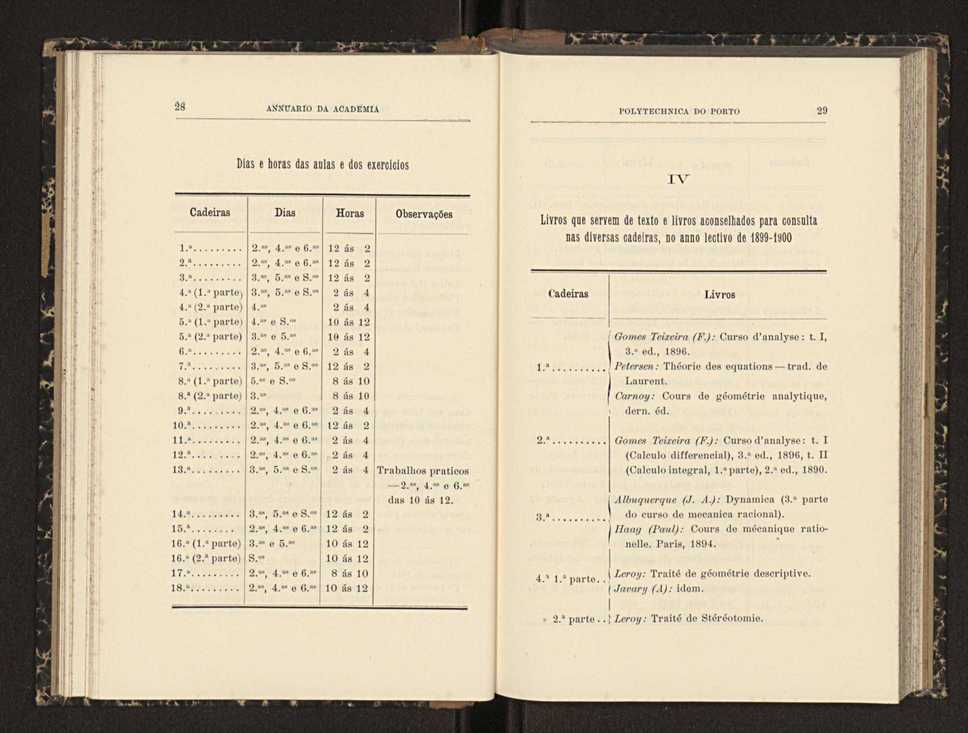 28 ANNUARIO DA ACADEMIA
Dias e horas das aulas e dos exercicios
Cadeiras Dias Horas Observações
1.ª......... 2.ªˢ, 4.ªˢ e 6.ªˢ 12 ás 2
2.ª......... 2.ªˢ, 4.ªˢ e 6.ªˢ 12 ás 2
3.ª......... 3.ªˢ, 5.ªˢ e S.ᵒˢ 12 ás 2
4.ª (1.ª parte) 3.ªˢ, 5.ªˢ e S.ᵒˢ 2 ás 4
4.ª (2.ª parte) 4.ªˢ 2 ás 4
5.ª (1.ª parte) 4.ªˢ e S.ᵒˢ 10 ás 12
5.ª (2.ª parte) 3.ªˢ e 5.ªˢ 10 ás 12
6.ª......... 2.ªˢ, 4.ªˢ e 6.ªˢ 2 ás 4
7.ª......... 3.ªˢ, 5.ªˢ e S.ᵒˢ 12 ás 2
8.ª (1.ª parte) 5.ªˢ e S.ᵒˢ 8 ás 10
8.ª (2.ª parte) 3.ªˢ 8 ás 10
9.ª......... 2.ªˢ, 4.ªˢ e 6.ªˢ 2 ás 4
10.ª......... 2.ªˢ, 4.ªˢ e 6.ªˢ 12 ás 2
11.ª......... 2.ªˢ, 4.ªˢ e 6.ªˢ 2 ás 4
12.ª......... 2.ªˢ, 4.ªˢ e 6.ªˢ 2 ás 4
13.ª......... 3.ªˢ, 5.ªˢ e S.ᵒˢ 2 ás 4 Trabalhos praticos
—2.ªˢ, 4.ªˢ e 6.ªˢ
das 10 ás 12.
14.ª......... 3.ªˢ, 5.ªˢ e S.ᵒˢ 12 ás 2
15.ª........ 2.ªˢ, 4.ªˢ e 6.ªˢ 12 ás 2
16.ª (1.ª parte) 3.ªˢ e 5.ªˢ 10 ás 12
16.ª (2.ª parte) S.ᵒˢ 10 ás 12
17.ª......... 2.ªˢ, 4.ªˢ e 6.ªˢ 8 ás 10
18.ª......... 2.ªˢ, 4.ªˢ e 6.ªˢ 10 ás 12
POLYTECHNICA DO PORTO 29
IV
Livros que servem de texto e livros aconselhados para consulta
nas diversas cadeiras, no anno lectivo de 1899-1900
Cadeiras Livros
Gomes Teixeira (F.): Curso d'analyse: t. I,
3.ª ed., 1896.
1.ª.......... Petersen: Théorie des equations — trad. de
Laurent.
Carnoy: Cours de géométrie analytique,
dern. éd.
2.ª.......... Gomes Teixeira (F.): Curso d'analyse: t. I
(Calculo differencial), 3.ª ed., 1896, t. II
(Calculo integral, 1.ª parte), 2.ª ed., 1890.
Albuquerque (J. A.): Dynamica (3.ª parte
do curso de mecanica racional).
3.ª..........
Haag (Paul): Cours de mécanique ratio-
nelle. Paris, 1894.
4.ª 1.ª parte.. Leroy: Traité de géométrie descriptive.
Javary (A): idem.
» 2.ª parte.. Leroy: Traité de Stéréotomie.